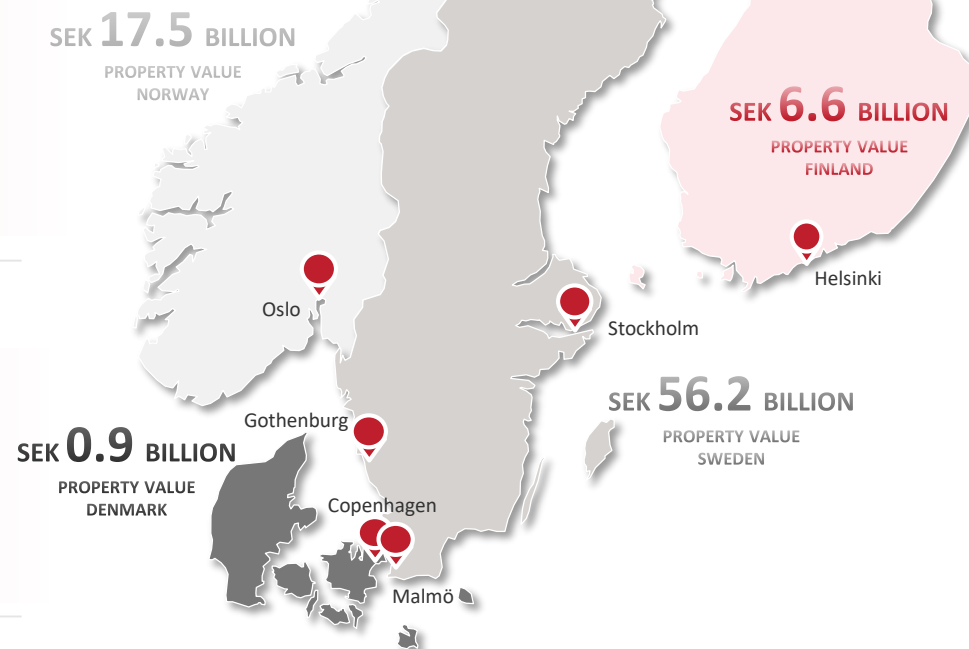 SEK 17.5 BILLION
PROPERTY VALUE
NORWAY
SEK 6.6 BILLION
PROPERTY VALUE
FINLAND
Helsinki
Oslo
Stockholm
SEK 56.2 BILLION
PROPERTY VALUE
SWEDEN
Gothenburg
SEK 0.9 BILLION
PROPERTY VALUE
DENMARK
Copenhagen
Malmö